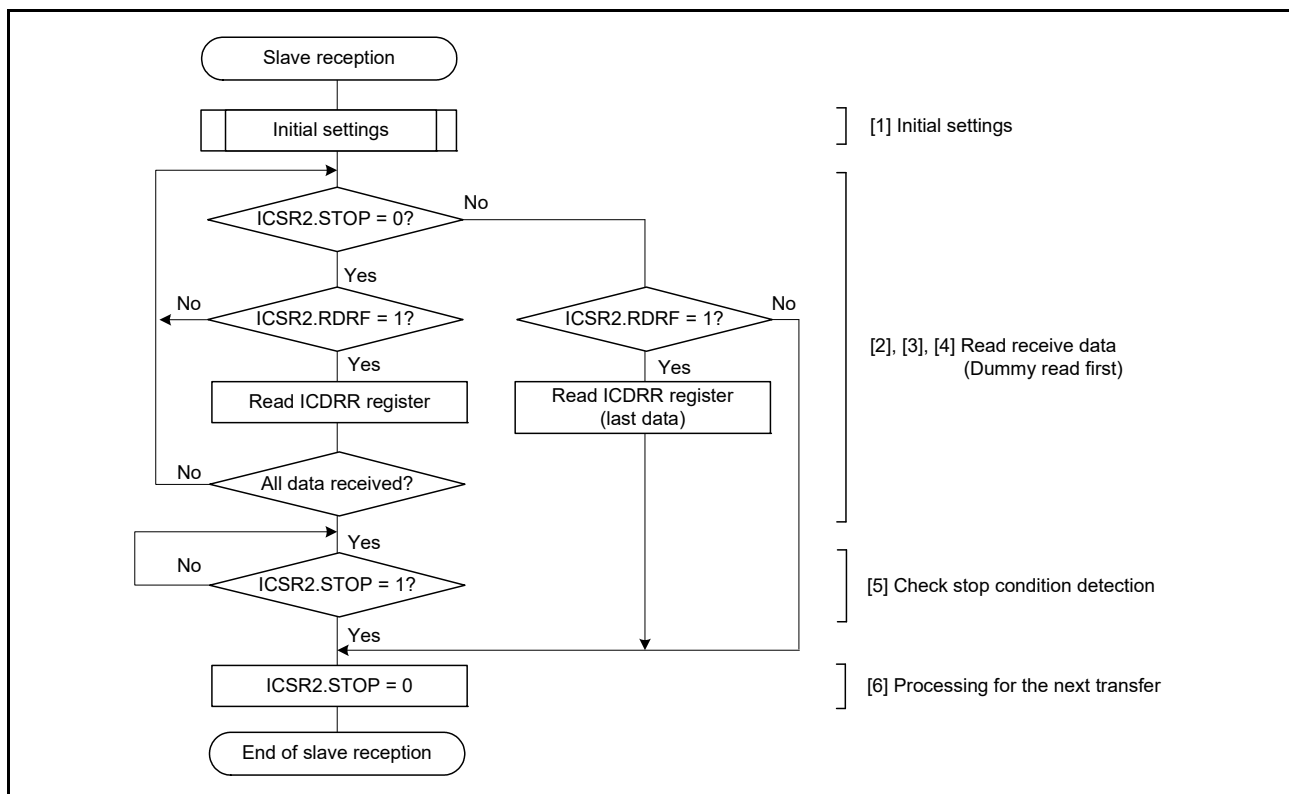 Slave reception
Initial settings
[1] Initial settings
ICSR2.STOP = 0?
No
Yes
No
ICSR2.RDRF = 1?
ICSR2.RDRF = 1?
No
Yes
Yes
[2], [3], [4] Read receive data
(Dummy read first)
Read ICDRR register
Read ICDRR register
(last data)
No
All data received?
Yes
No
ICSR2.STOP = 1?
[5] Check stop condition detection
Yes
ICSR2.STOP = 0
[6] Processing for the next transfer
End of slave reception